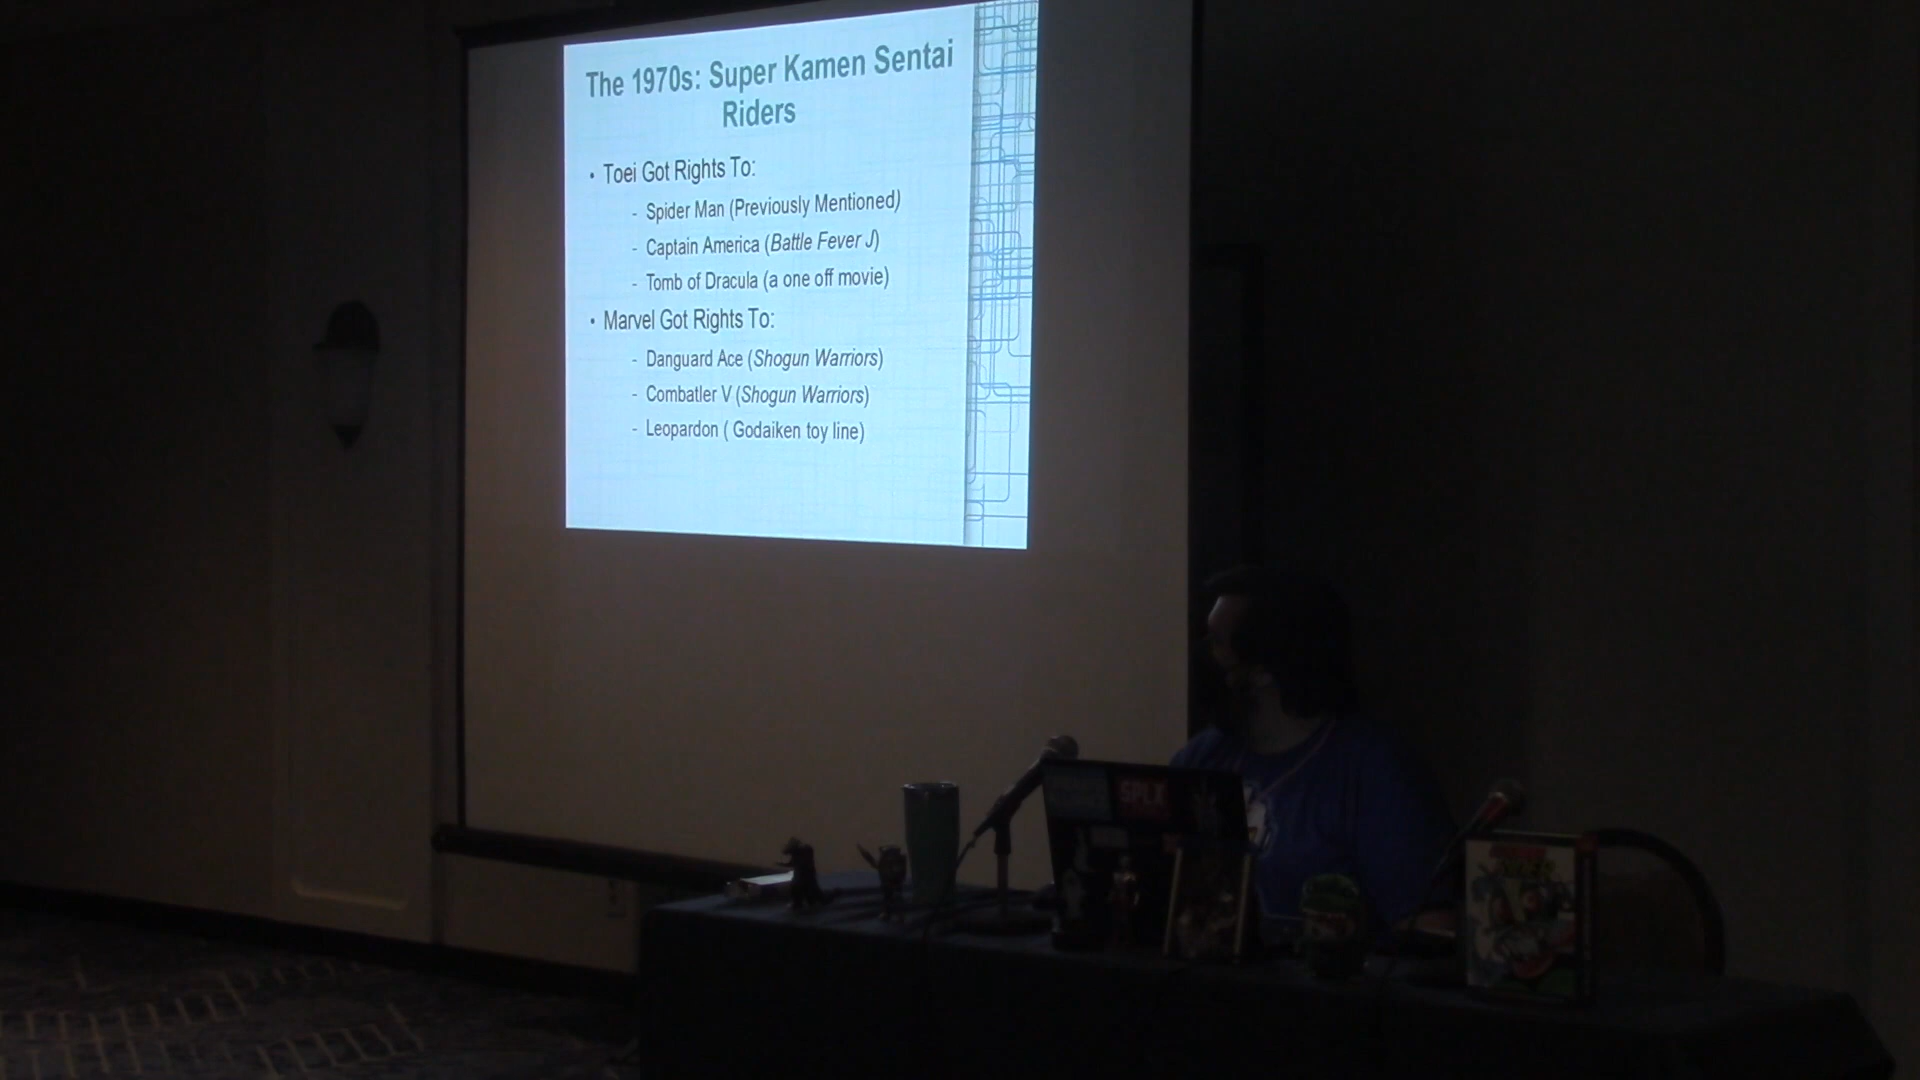 The 1970s: Super Kamen Sentai
Riders
• Toei Got Rights To:
- Spider Man (Previously Mentioned)
- Captain America (Battle Fever J)
- Tomb of Dracula (a one off movie)
• Marvel Got Rights To:
- Danguard Ace (Shogun Warriors)
- Combatler V (Shogun Warriors)
- Leopardon ( Godaiken toy line)